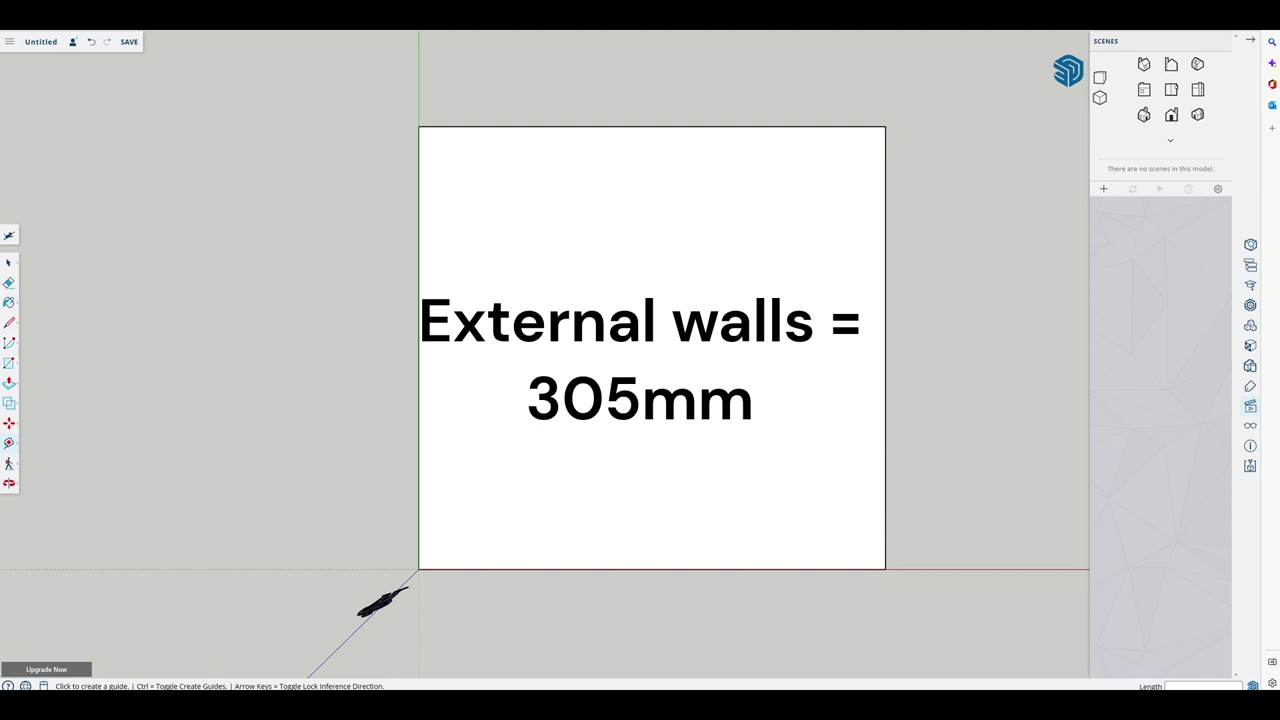 Untitled
SAVE
SCENES
There are no scenes in this model.
External walls =
305mm
Upgrade Now
Click to create a guide. | Ctrl = Toggle Create Guides. | Arrow Keys = Toggle Lock Inference Direction.
Length